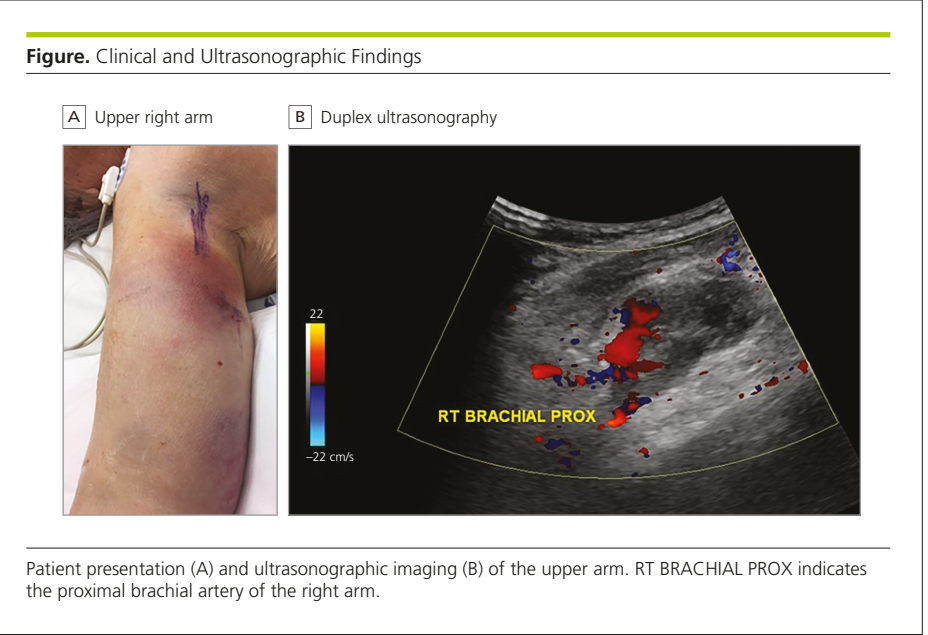 Figure. Clinical and Ultrasonographic Findings
A Upper right arm
B Duplex ultrasonography
22
−22 cm/s
RT BRACHIAL PROX
Patient presentation (A) and ultrasonographic imaging (B) of the upper arm. RT BRACHIAL PROX indicates
the proximal brachial artery of the right arm.